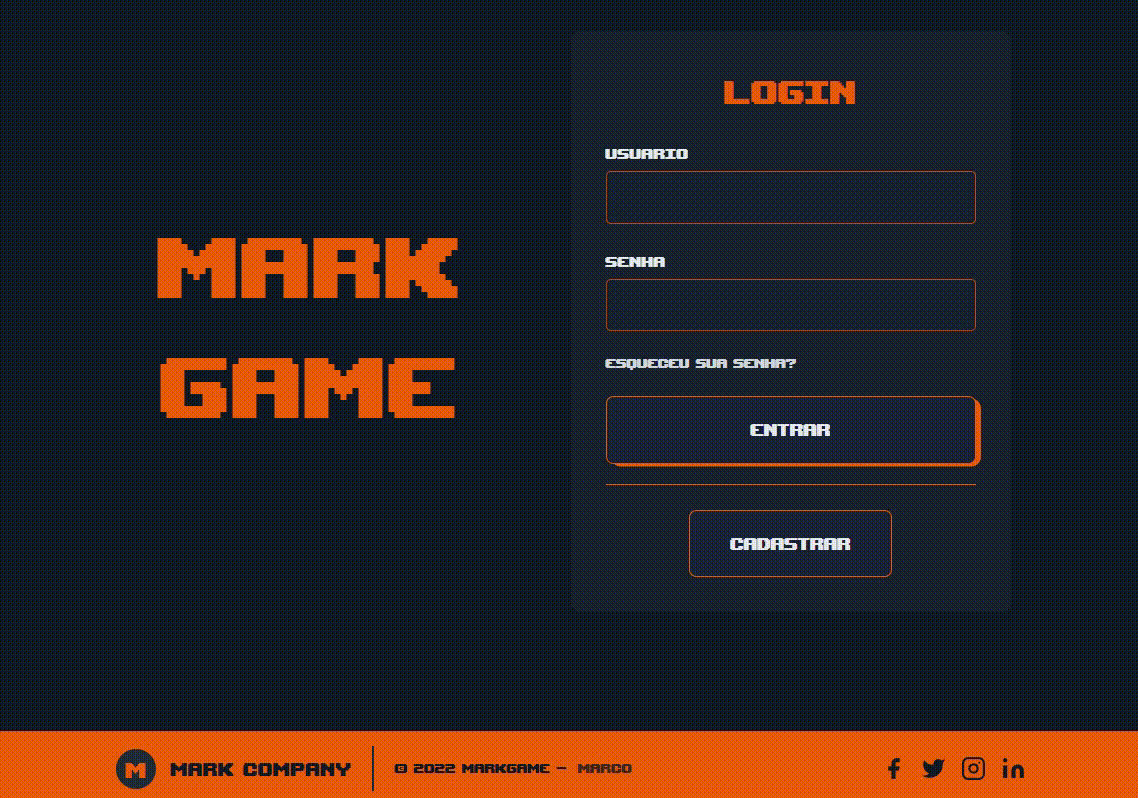 MARK
GAME
LOGIN
USUARIO
SENHA
ESQUECEU SUA SENHA?
ENTRAR
CADASTRAR
M MARK COMPANY
© 2022 MARKGAME - MARCO